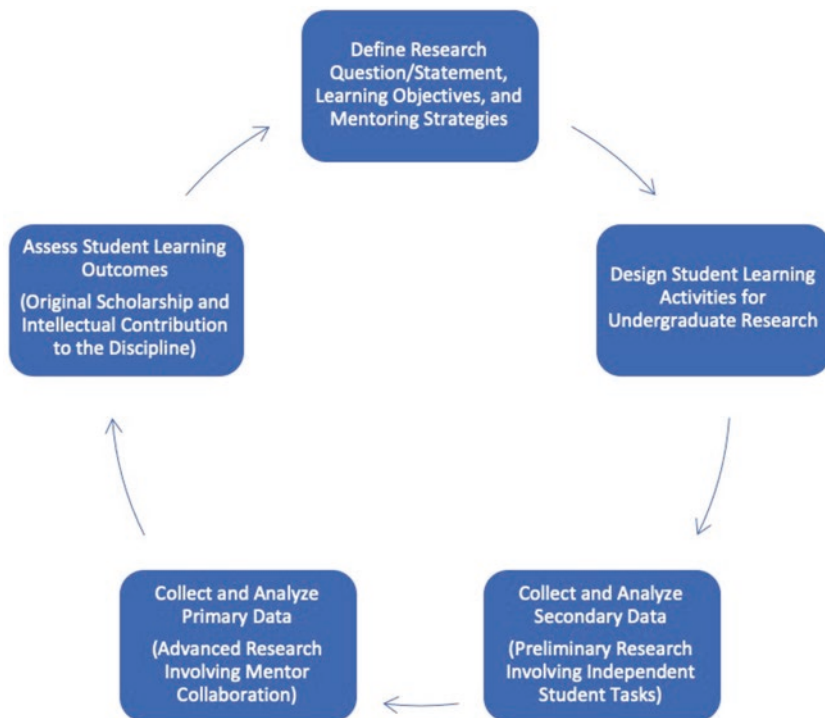 Define Research
Question/Statement,
Learning Objectives, and
Mentoring Strategies
Design Student Learning
Activities for
Undergraduate Research
Collect and Analyze
Secondary Data
(Preliminary Research
Involving Independent
Student Tasks)
Collect and Analyze
Primary Data
(Advanced Research
Involving Mentor
Collaboration)
Assess Student Learning
Outcomes
(Original Scholarship and
Intellectual Contribution
to the Discipline)